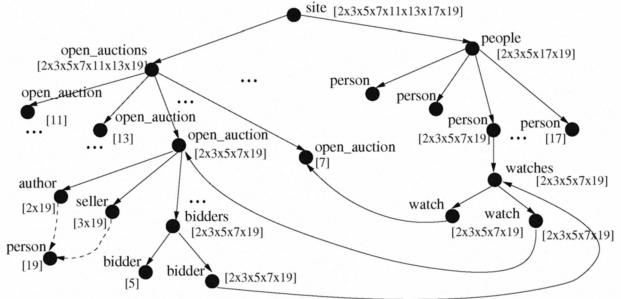 site [2x3x5x7x11x13x17x19]
open_auctions
[2x3x5x7x11x13x19]
people
[2x3x5x17x19]
...
open_auction
[11]
...
open_auction
[13]
...
...
open_auction
[2x3x5x7x19]
open_auction
[7]
person
person
person
[2x3x5x7x19]
...
person
[17]
watches
[2x3x5x7x19]
author
[2x19]
seller
[3x19]
...
bidders
[2x3x5x7x19]
watch
[2x3x5x7x19]
watch
[2x3x5x7x19]
person
[19]
bidder
[5]
bidder
[2x3x5x7x19]